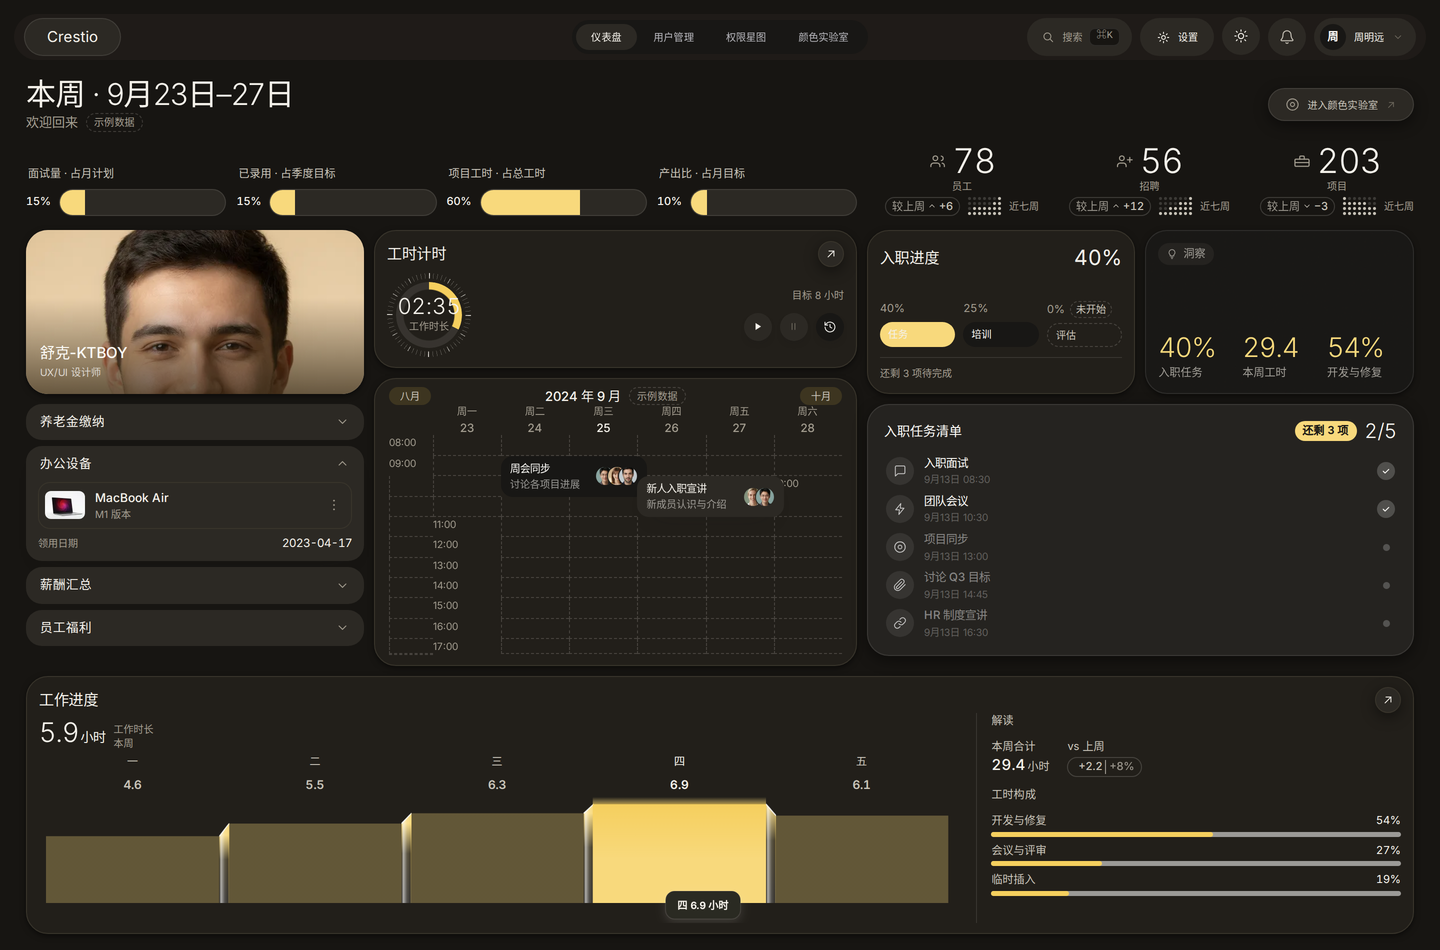 Crestio
仪表盘 用户管理 权限星图 颜色实验室
搜索 ⌘K 设置 周 周明远
本周 · 9月23日–27日
欢迎回来 示例数据
进入颜色实验室
面试量 · 占月计划 已录用 · 占季度目标 项目工时 · 占总工时 产出比 · 占月目标
15% 15% 60% 10%
78 56 203
员工 招聘 项目
较上周 +6 近七周 较上周 +12 近七周 较上周 −3 近七周
舒克-KTBOY
UX/UI 设计师
养老金缴纳
办公设备
MacBook Air
M1 版本
领用日期 2023-04-17
薪酬汇总
员工福利
工时计时
02:35
工作时长
目标 8 小时
八月 2024 年 9 月 示例数据 十月
周一 周二 周三 周四 周五 周六
23 24 25 26 27 28
08:00
09:00
周会同步
讨论各项目进展
新人入职宣讲
新成员认识与介绍
:00
11:00
12:00
13:00
14:00
15:00
16:00
17:00
入职进度 40%
40% 25% 0% 未开始
任务 培训 评估
还剩 3 项待完成
洞察
40% 29.4 54%
入职任务 本周工时 开发与修复
入职任务清单 还剩 3 项 2/5
入职面试
9月13日 08:30
团队会议
9月13日 10:30
项目同步
9月13日 13:00
讨论 Q3 目标
9月13日 14:45
HR 制度宣讲
9月13日 16:30
工作进度
5.9 小时 工作时长
本周
一 二 三 四 五
4.6 5.5 6.3 6.9 6.1
四 6.9 小时
解读
本周合计 vs 上周
29.4 小时 +2.2 +8%
工时构成
开发与修复 54%
会议与评审 27%
临时插入 19%